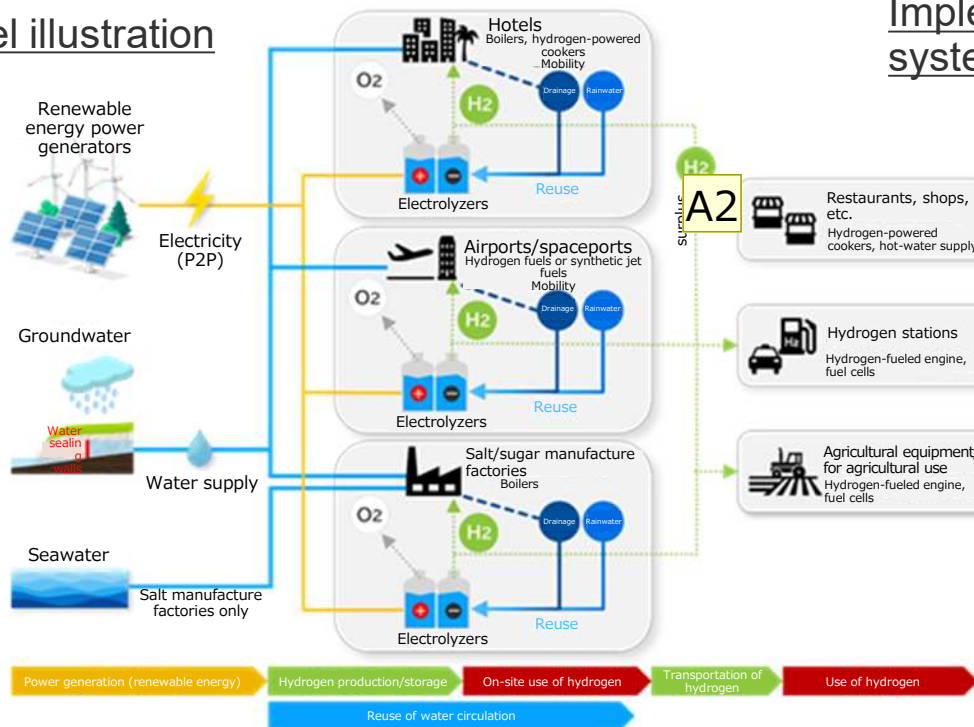 el illustration
Imple
syste
Renewable
energy power
generators
Electricity
(P2P)
Groundwater
Water
sealin
g
walls
Water supply
Seawater
Salt manufacture
factories only
Hotels
Boilers, hydrogen-powered
cookers
Mobility
O2
H2
Drainage
Rainwater
Reuse
Electrolyzers
Airports/spaceports
Hydrogen fuels or synthetic jet
fuels
Mobility
O2
H2
Drainage
Rainwater
Reuse
Electrolyzers
Salt/sugar manufacture
factories
Boilers
O2
H2
Drainage
Rainwater
Reuse
Electrolyzers
H2
surplus
A2
Restaurants, shops,
etc.
Hydrogen-powered
cookers, hot-water supply
H2
Hydrogen stations
Hydrogen-fueled engine,
fuel cells
Agricultural equipment
for agricultural use
Hydrogen-fueled engine,
fuel cells
Power generation (renewable energy)
Hydrogen production/storage
On-site use of hydrogen
Transportation of
hydrogen
Use of hydrogen
Reuse of water circulation